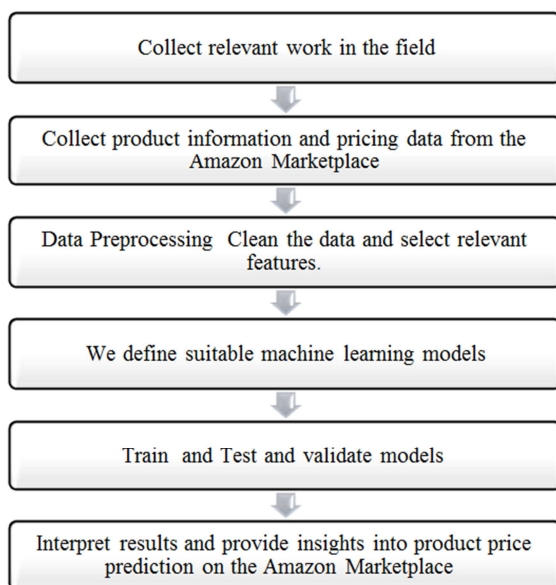 Collect relevant work in the field
Collect product information and pricing data from the
Amazon Marketplace
Data Preprocessing Clean the data and select relevant
features.
We define suitable machine learning models
Train and Test and validate models
Interpret results and provide insights into product price
prediction on the Amazon Marketplace